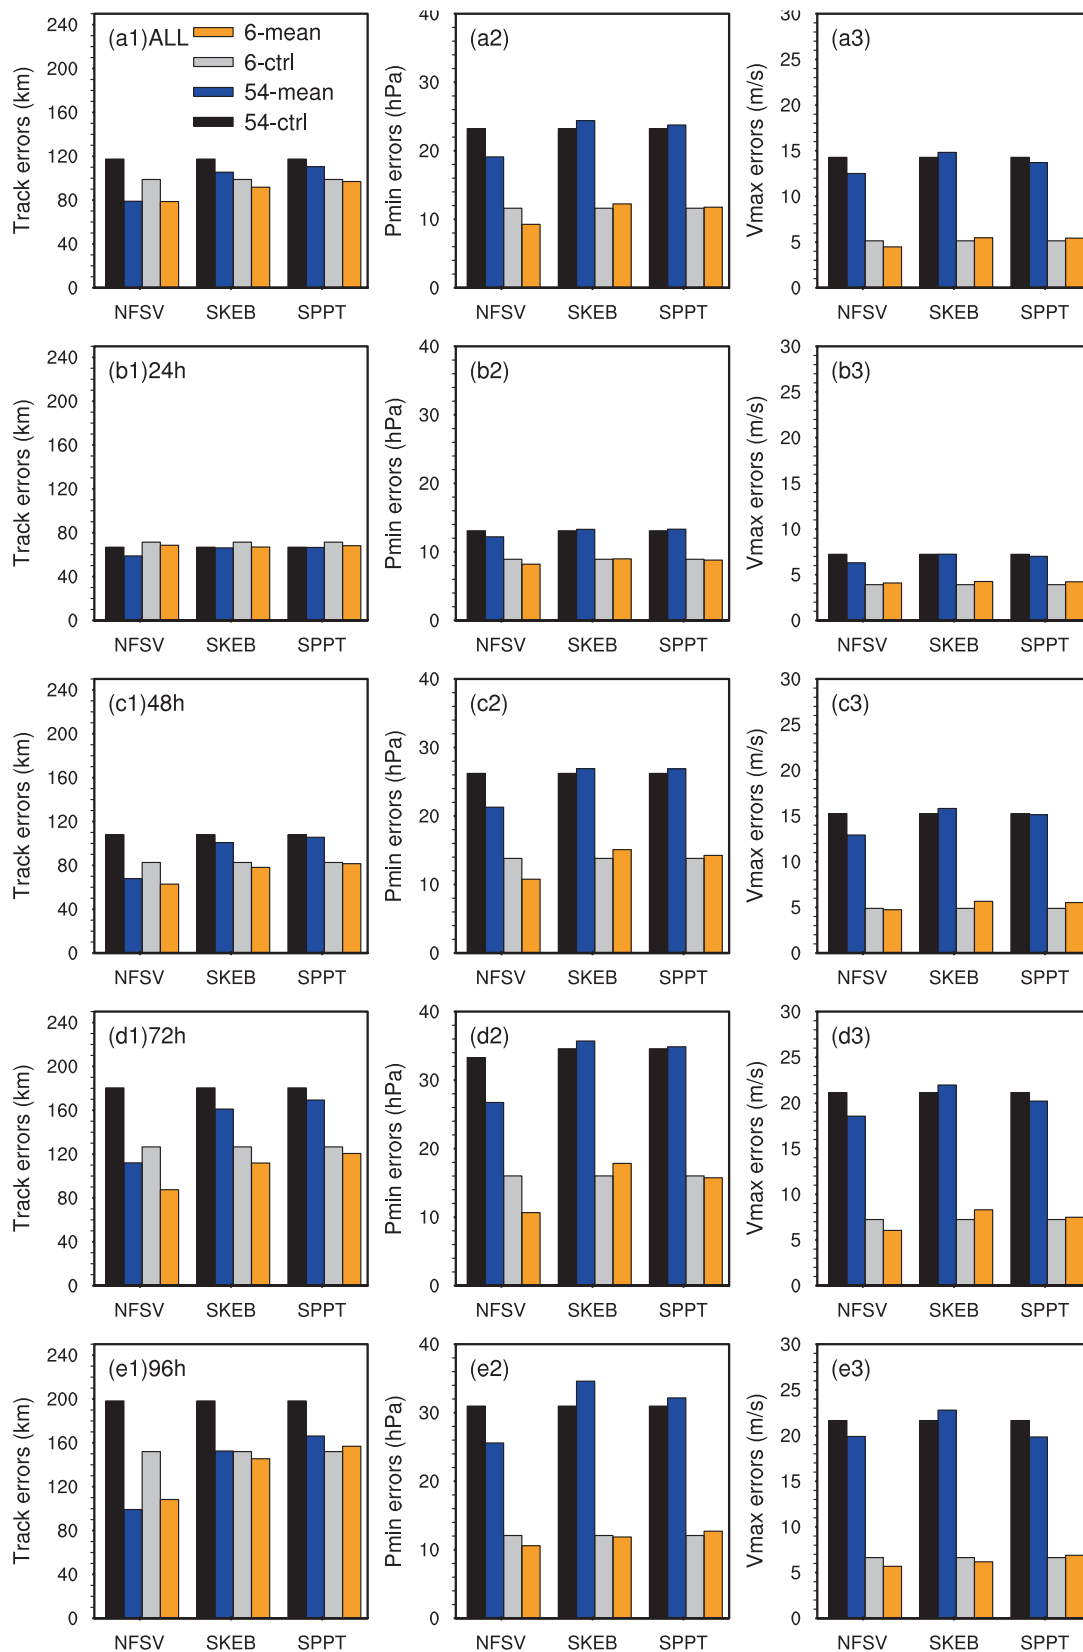 (a1)ALL
6-mean
6-ctrl
54-mean
54-ctrl
Track errors (km)
240
200
160
120
80
40
0
NFSV SKEB SPPT
(a2)
Pmin errors (hPa)
40
30
20
10
0
NFSV SKEB SPPT
(a3)
Vmax errors (m/s)
30
25
20
15
10
5
0
NFSV SKEB SPPT
(b1)24h
Track errors (km)
240
200
160
120
80
40
0
NFSV SKEB SPPT
(b2)
Pmin errors (hPa)
40
30
20
10
0
NFSV SKEB SPPT
(b3)
Vmax errors (m/s)
30
25
20
15
10
5
0
NFSV SKEB SPPT
(c1)48h
Track errors (km)
240
200
160
120
80
40
0
NFSV SKEB SPPT
(c2)
Pmin errors (hPa)
40
30
20
10
0
NFSV SKEB SPPT
(c3)
Vmax errors (m/s)
30
25
20
15
10
5
0
NFSV SKEB SPPT
(d1)72h
Track errors (km)
240
200
160
120
80
40
0
NFSV SKEB SPPT
(d2)
Pmin errors (hPa)
40
30
20
10
0
NFSV SKEB SPPT
(d3)
Vmax errors (m/s)
30
25
20
15
10
5
0
NFSV SKEB SPPT
(e1)96h
Track errors (km)
240
200
160
120
80
40
0
NFSV SKEB SPPT
(e2)
Pmin errors (hPa)
40
30
20
10
0
NFSV SKEB SPPT
(e3)
Vmax errors (m/s)
30
25
20
15
10
5
0
NFSV SKEB SPPT